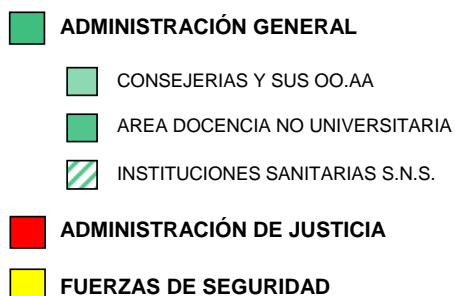 ADMINISTRACIÓN GENERAL
CONSEJERIAS Y SUS OO.AA
AREA DOCENCIA NO UNIVERSITARIA
INSTITUCIONES SANITARIAS S.N.S.
ADMINISTRACIÓN DE JUSTICIA
FUERZAS DE SEGURIDAD